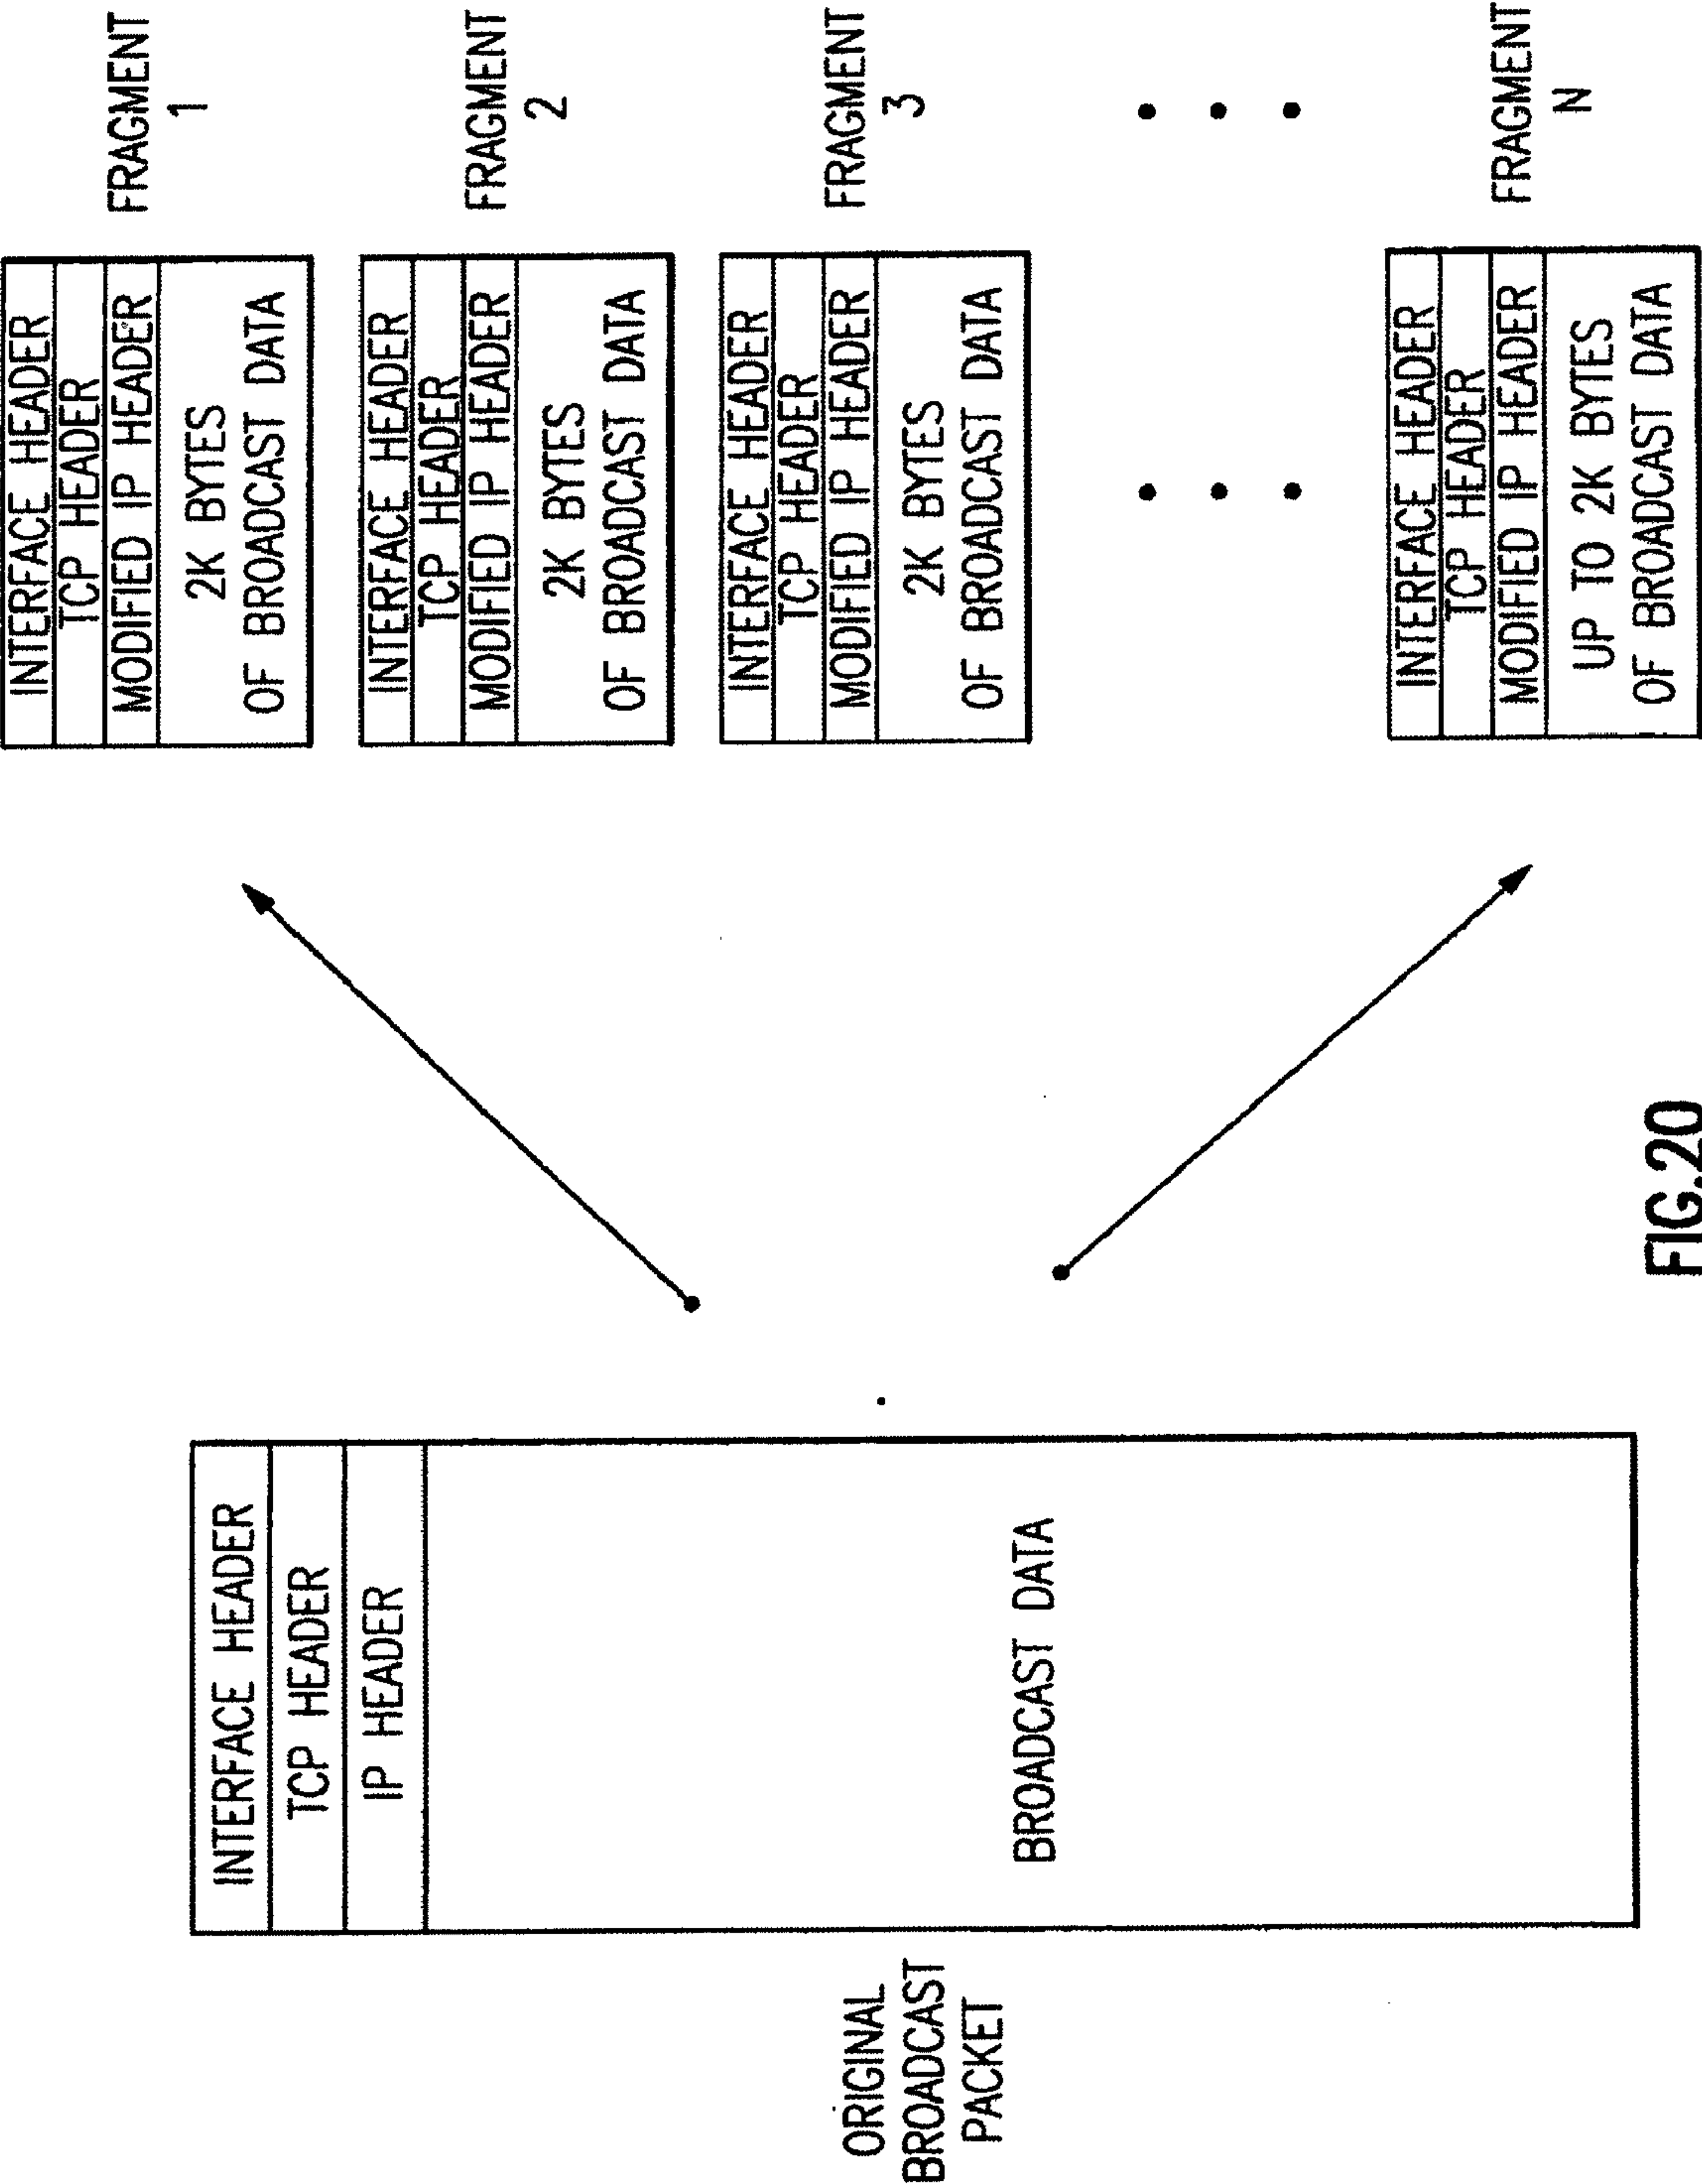 ORIGINAL
BROADCAST
PACKET
INTERFACE HEADER
TCP HEADER
IP HEADER
BROADCAST DATA
INTERFACE HEADER
TCP HEADER
MODIFIED IP HEADER
2K BYTES
OF BROADCAST DATA
FRAGMENT
1
INTERFACE HEADER
TCP HEADER
MODIFIED IP HEADER
2K BYTES
OF BROADCAST DATA
FRAGMENT
2
INTERFACE HEADER
TCP HEADER
MODIFIED IP HEADER
2K BYTES
OF BROADCAST DATA
FRAGMENT
3
INTERFACE HEADER
TCP HEADER
MODIFIED IP HEADER
UP TO 2K BYTES
OF BROADCAST DATA
FRAGMENT
N
FIG.20